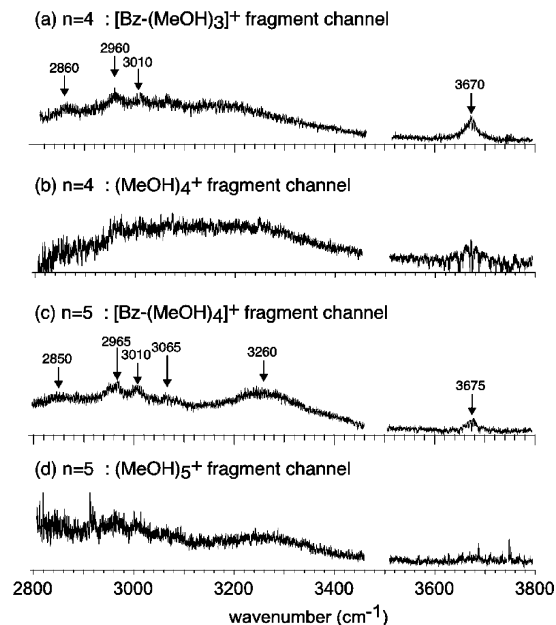 (a) n=4 : [Bz-(MeOH)3]+ fragment channel
2860
2960
3010
3670
(b) n=4 : (MeOH)4+ fragment channel
(c) n=5 : [Bz-(MeOH)4]+ fragment channel
2850
2965
3010
3065
3260
3675
(d) n=5 : (MeOH)5+ fragment channel
2800 3000 3200 3400 3600 3800
wavenumber (cm-1)